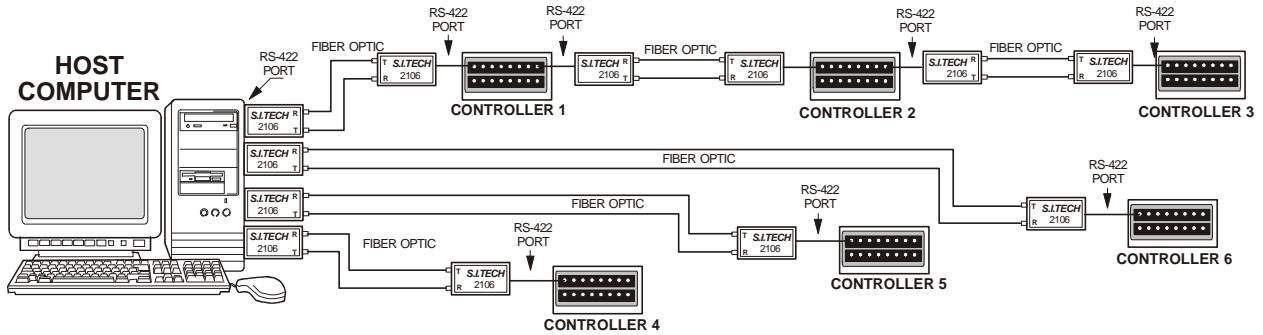 RS-422
PORT
RS-422
PORT
RS-422
PORT
RS-422
PORT
RS-422
PORT
FIBER OPTIC
FIBER OPTIC
FIBER OPTIC
HOST
COMPUTER
T S.I.TECH
R 2106
S.I.TECH R
2106 T
T S.I.TECH
R 2106
S.I.TECH R
2106 T
T S.I.TECH
R 2106
CONTROLLER 1
CONTROLLER 2
CONTROLLER 3
S.I.TECH R
2106 T
S.I.TECH R
2106 T
FIBER OPTIC
RS-422
PORT
T S.I.TECH
R 2106
CONTROLLER 6
S.I.TECH R
2106 T
FIBER OPTIC
RS-422
PORT
T S.I.TECH
R 2106
CONTROLLER 5
S.I.TECH R
2106 T
FIBER OPTIC
RS-422
PORT
T S.I.TECH
R 2106
CONTROLLER 4